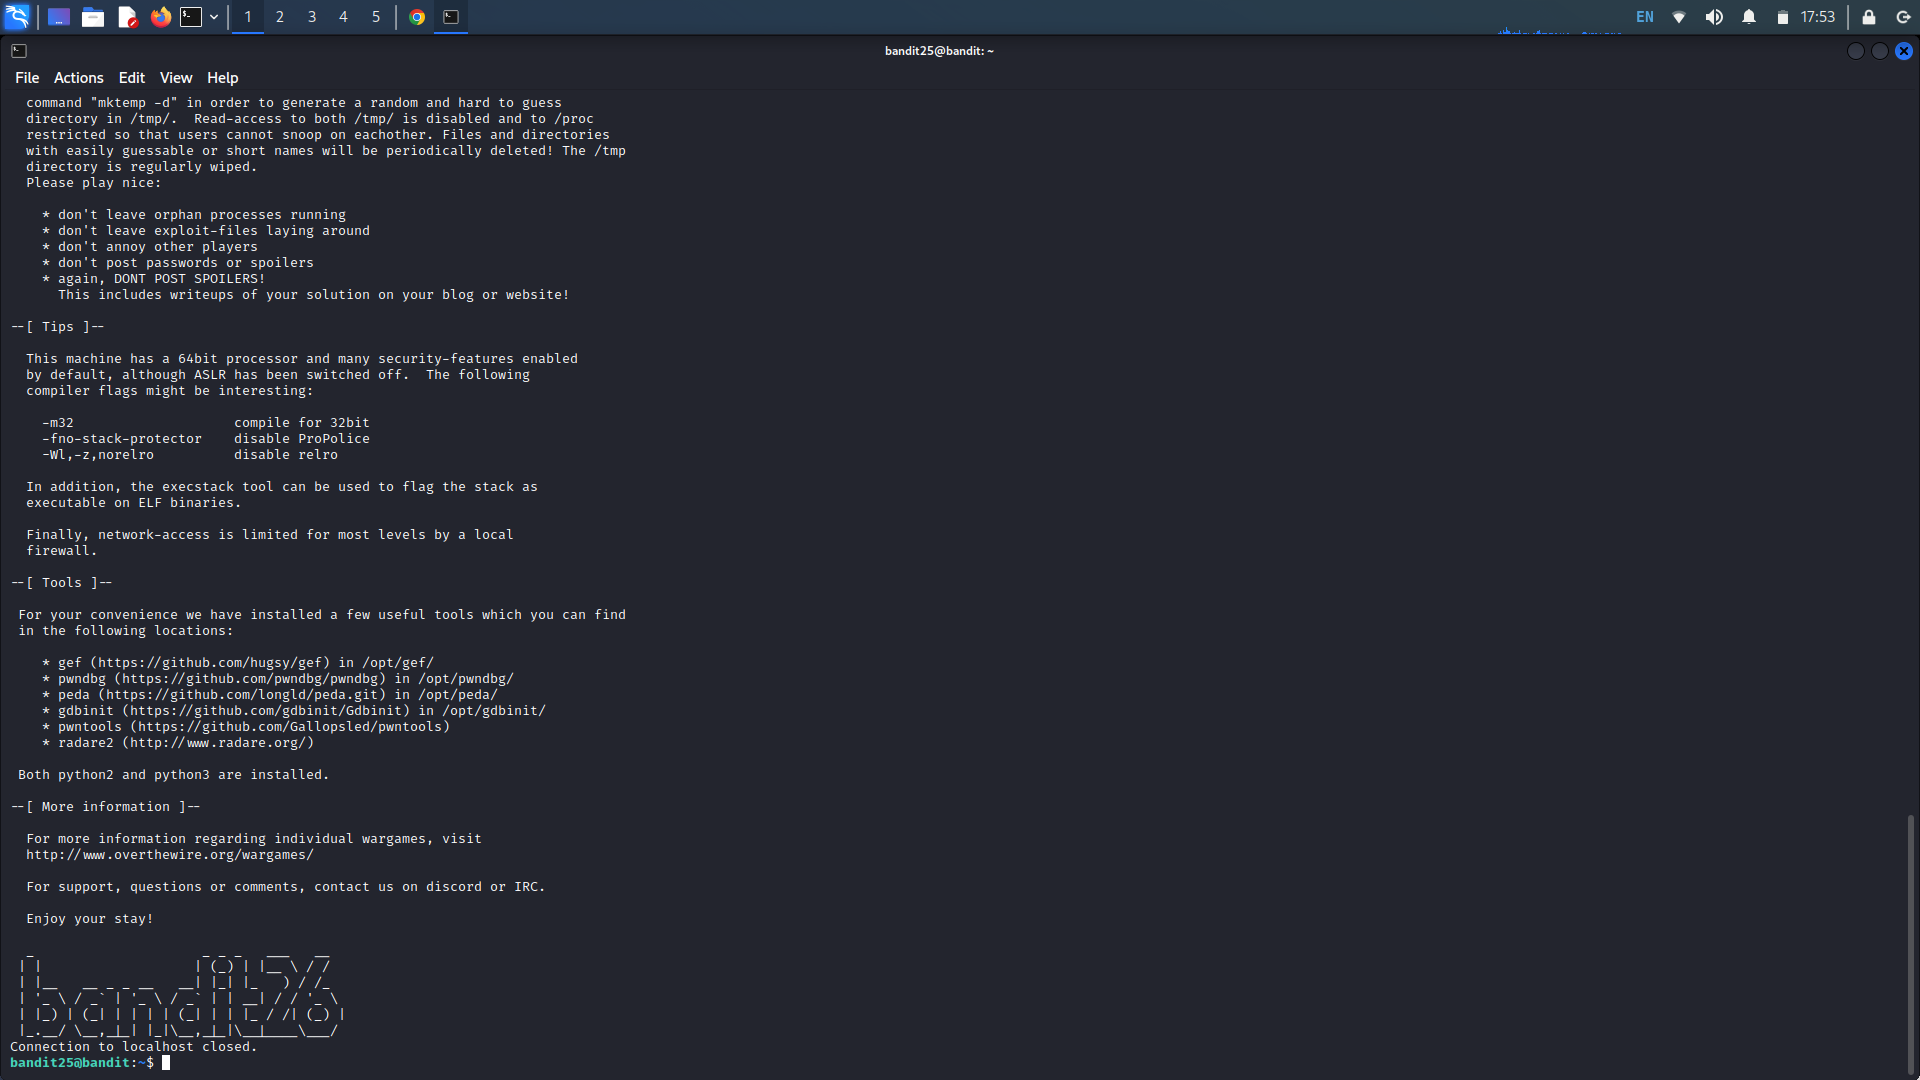 1 2 3 4 5 EN 17:53
bandit25@bandit: ~
File Actions Edit View Help
command "mktemp -d" in order to generate a random and hard to guess
directory in /tmp/.  Read-access to both /tmp/ is disabled and to /proc
restricted so that users cannot snoop on eachother. Files and directories
with easily guessable or short names will be periodically deleted! The /tmp
directory is regularly wiped.
Please play nice:
* don't leave orphan processes running
* don't leave exploit-files laying around
* don't annoy other players
* don't post passwords or spoilers
* again, DONT POST SPOILERS!
This includes writeups of your solution on your blog or website!
--[ Tips ]--
This machine has a 64bit processor and many security-features enabled
by default, although ASLR has been switched off.  The following
compiler flags might be interesting:
-m32                    compile for 32bit
-fno-stack-protector    disable ProPolice
-Wl,-z,norelro          disable relro
In addition, the execstack tool can be used to flag the stack as
executable on ELF binaries.
Finally, network-access is limited for most levels by a local
firewall.
--[ Tools ]--
For your convenience we have installed a few useful tools which you can find
in the following locations:
* gef (https://github.com/hugsy/gef) in /opt/gef/
* pwndbg (https://github.com/pwndbg/pwndbg) in /opt/pwndbg/
* peda (https://github.com/longld/peda.git) in /opt/peda/
* gdbinit (https://github.com/gdbinit/Gdbinit) in /opt/gdbinit/
* pwntools (https://github.com/Gallopsled/pwntools)
* radare2 (http://www.radare.org/)
Both python2 and python3 are installed.
--[ More information ]--
For more information regarding individual wargames, visit
http://www.overthewire.org/wargames/
For support, questions or comments, contact us on discord or IRC.
Enjoy your stay!
bandit26
Connection to localhost closed.
bandit25@bandit:~$